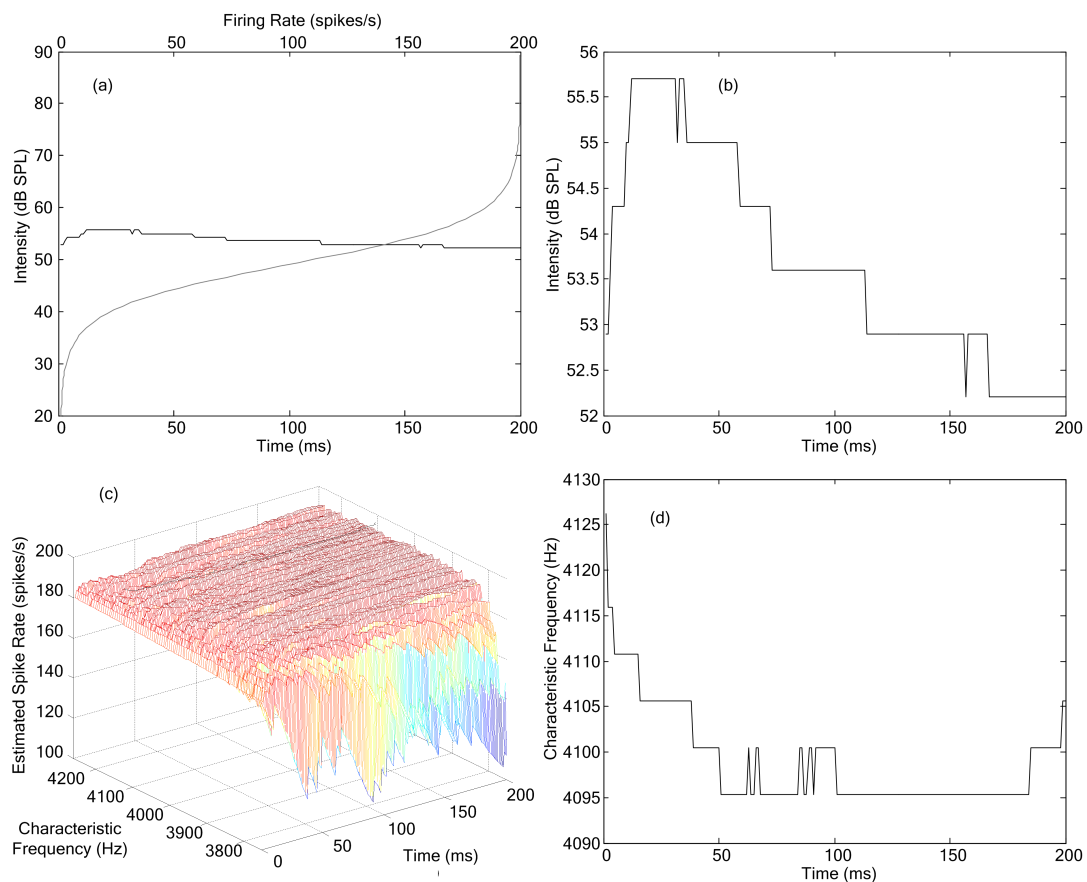 Firing Rate (spikes/s)
0 50 100 150 200
90
80
70
60
50
40
30
20
Intensity (dB SPL)
(a)
0 50 100 150 200
Time (ms)
56
55.5
55
54.5
54
53.5
53
52.5
52
Intensity (dB SPL)
(b)
0 50 100 150 200
Time (ms)
(c)
200
180
160
140
120
100
Estimated Spike Rate (spikes/s)
4200
4100
4000
3900
3800
Characteristic
Frequency (Hz)
0
50
100
150
200
Time (ms)
4130
4125
4120
4115
4110
4105
4100
4095
4090
Characteristic Frequency (Hz)
(d)
0 50 100 150 200
Time (ms)